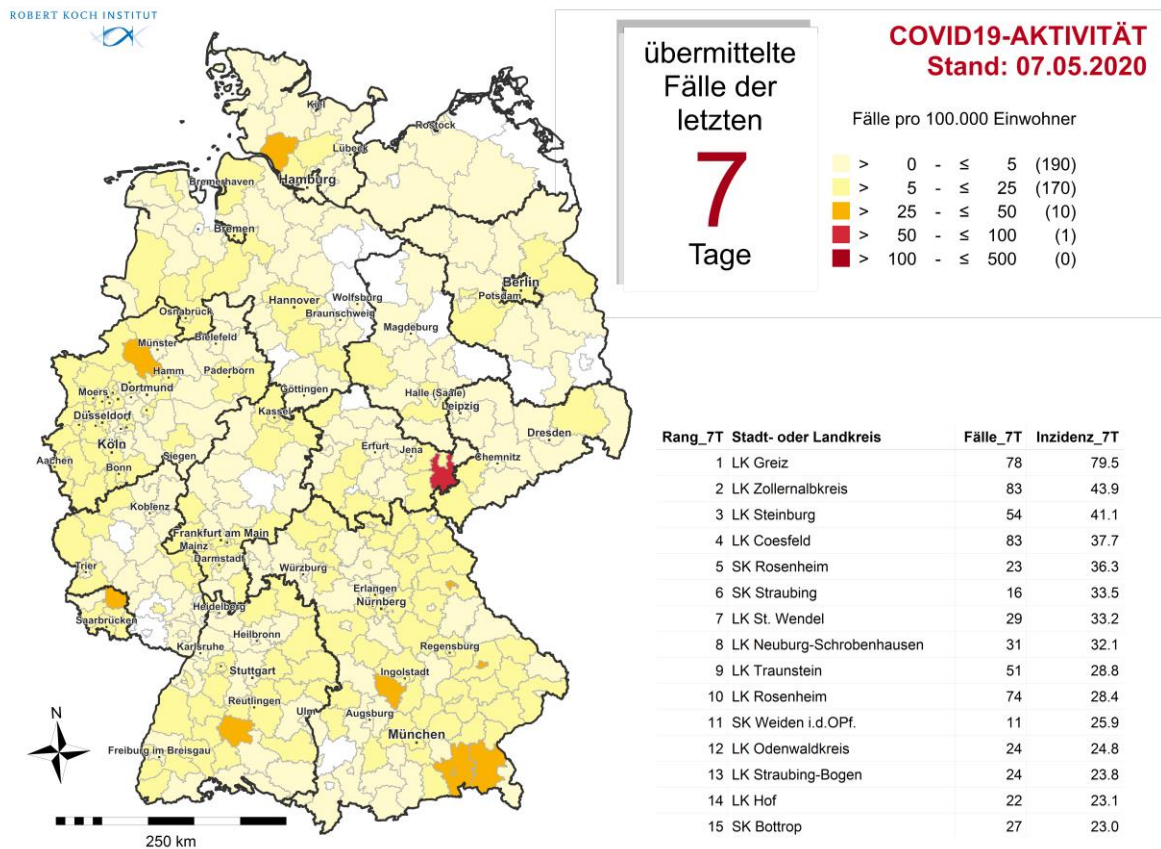 ROBERT KOCH INSTITUT
übermittelte
Fälle der
letzten
7
Tage
COVID19-AKTIVITÄT
Stand: 07.05.2020
Fälle pro 100.000 Einwohner
> 0 - ≤ 5 (190)
> 5 - ≤ 25 (170)
> 25 - ≤ 50 (10)
> 50 - ≤ 100 (1)
> 100 - ≤ 500 (0)
Kiel
Rostock
Lübeck
Hamburg
Bremerhaven
Bremen
Berlin
Potsdam
Wolfsburg
Hannover
Braunschweig
Osnabrück
Magdeburg
Bielefeld
Münster
Hamm
Paderborn
Göttingen
Moers
Dortmund
Halle (Saale)
Leipzig
Kassel
Düsseldorf
Dresden
Köln
Erfurt
Jena
Chemnitz
Siegen
Aachen
Bonn
Koblenz
Frankfurt am Main
Mainz
Darmstadt
Trier
Würzburg
Erlangen
Nürnberg
Heidelberg
Saarbrücken
Heilbronn
Karlsruhe
Regensburg
Stuttgart
Ingolstadt
Reutlingen
Ulm
Augsburg
München
Freiburg im Breisgau
N
250 km
Rang_7T Stadt- oder Landkreis Fälle_7T Inzidenz_7T
1 LK Greiz 78 79.5
2 LK Zollernalbkreis 83 43.9
3 LK Steinburg 54 41.1
4 LK Coesfeld 83 37.7
5 SK Rosenheim 23 36.3
6 SK Straubing 16 33.5
7 LK St. Wendel 29 33.2
8 LK Neuburg-Schrobenhausen 31 32.1
9 LK Traunstein 51 28.8
10 LK Rosenheim 74 28.4
11 SK Weiden i.d.OPf. 11 25.9
12 LK Odenwaldkreis 24 24.8
13 LK Straubing-Bogen 24 23.8
14 LK Hof 22 23.1
15 SK Bottrop 27 23.0